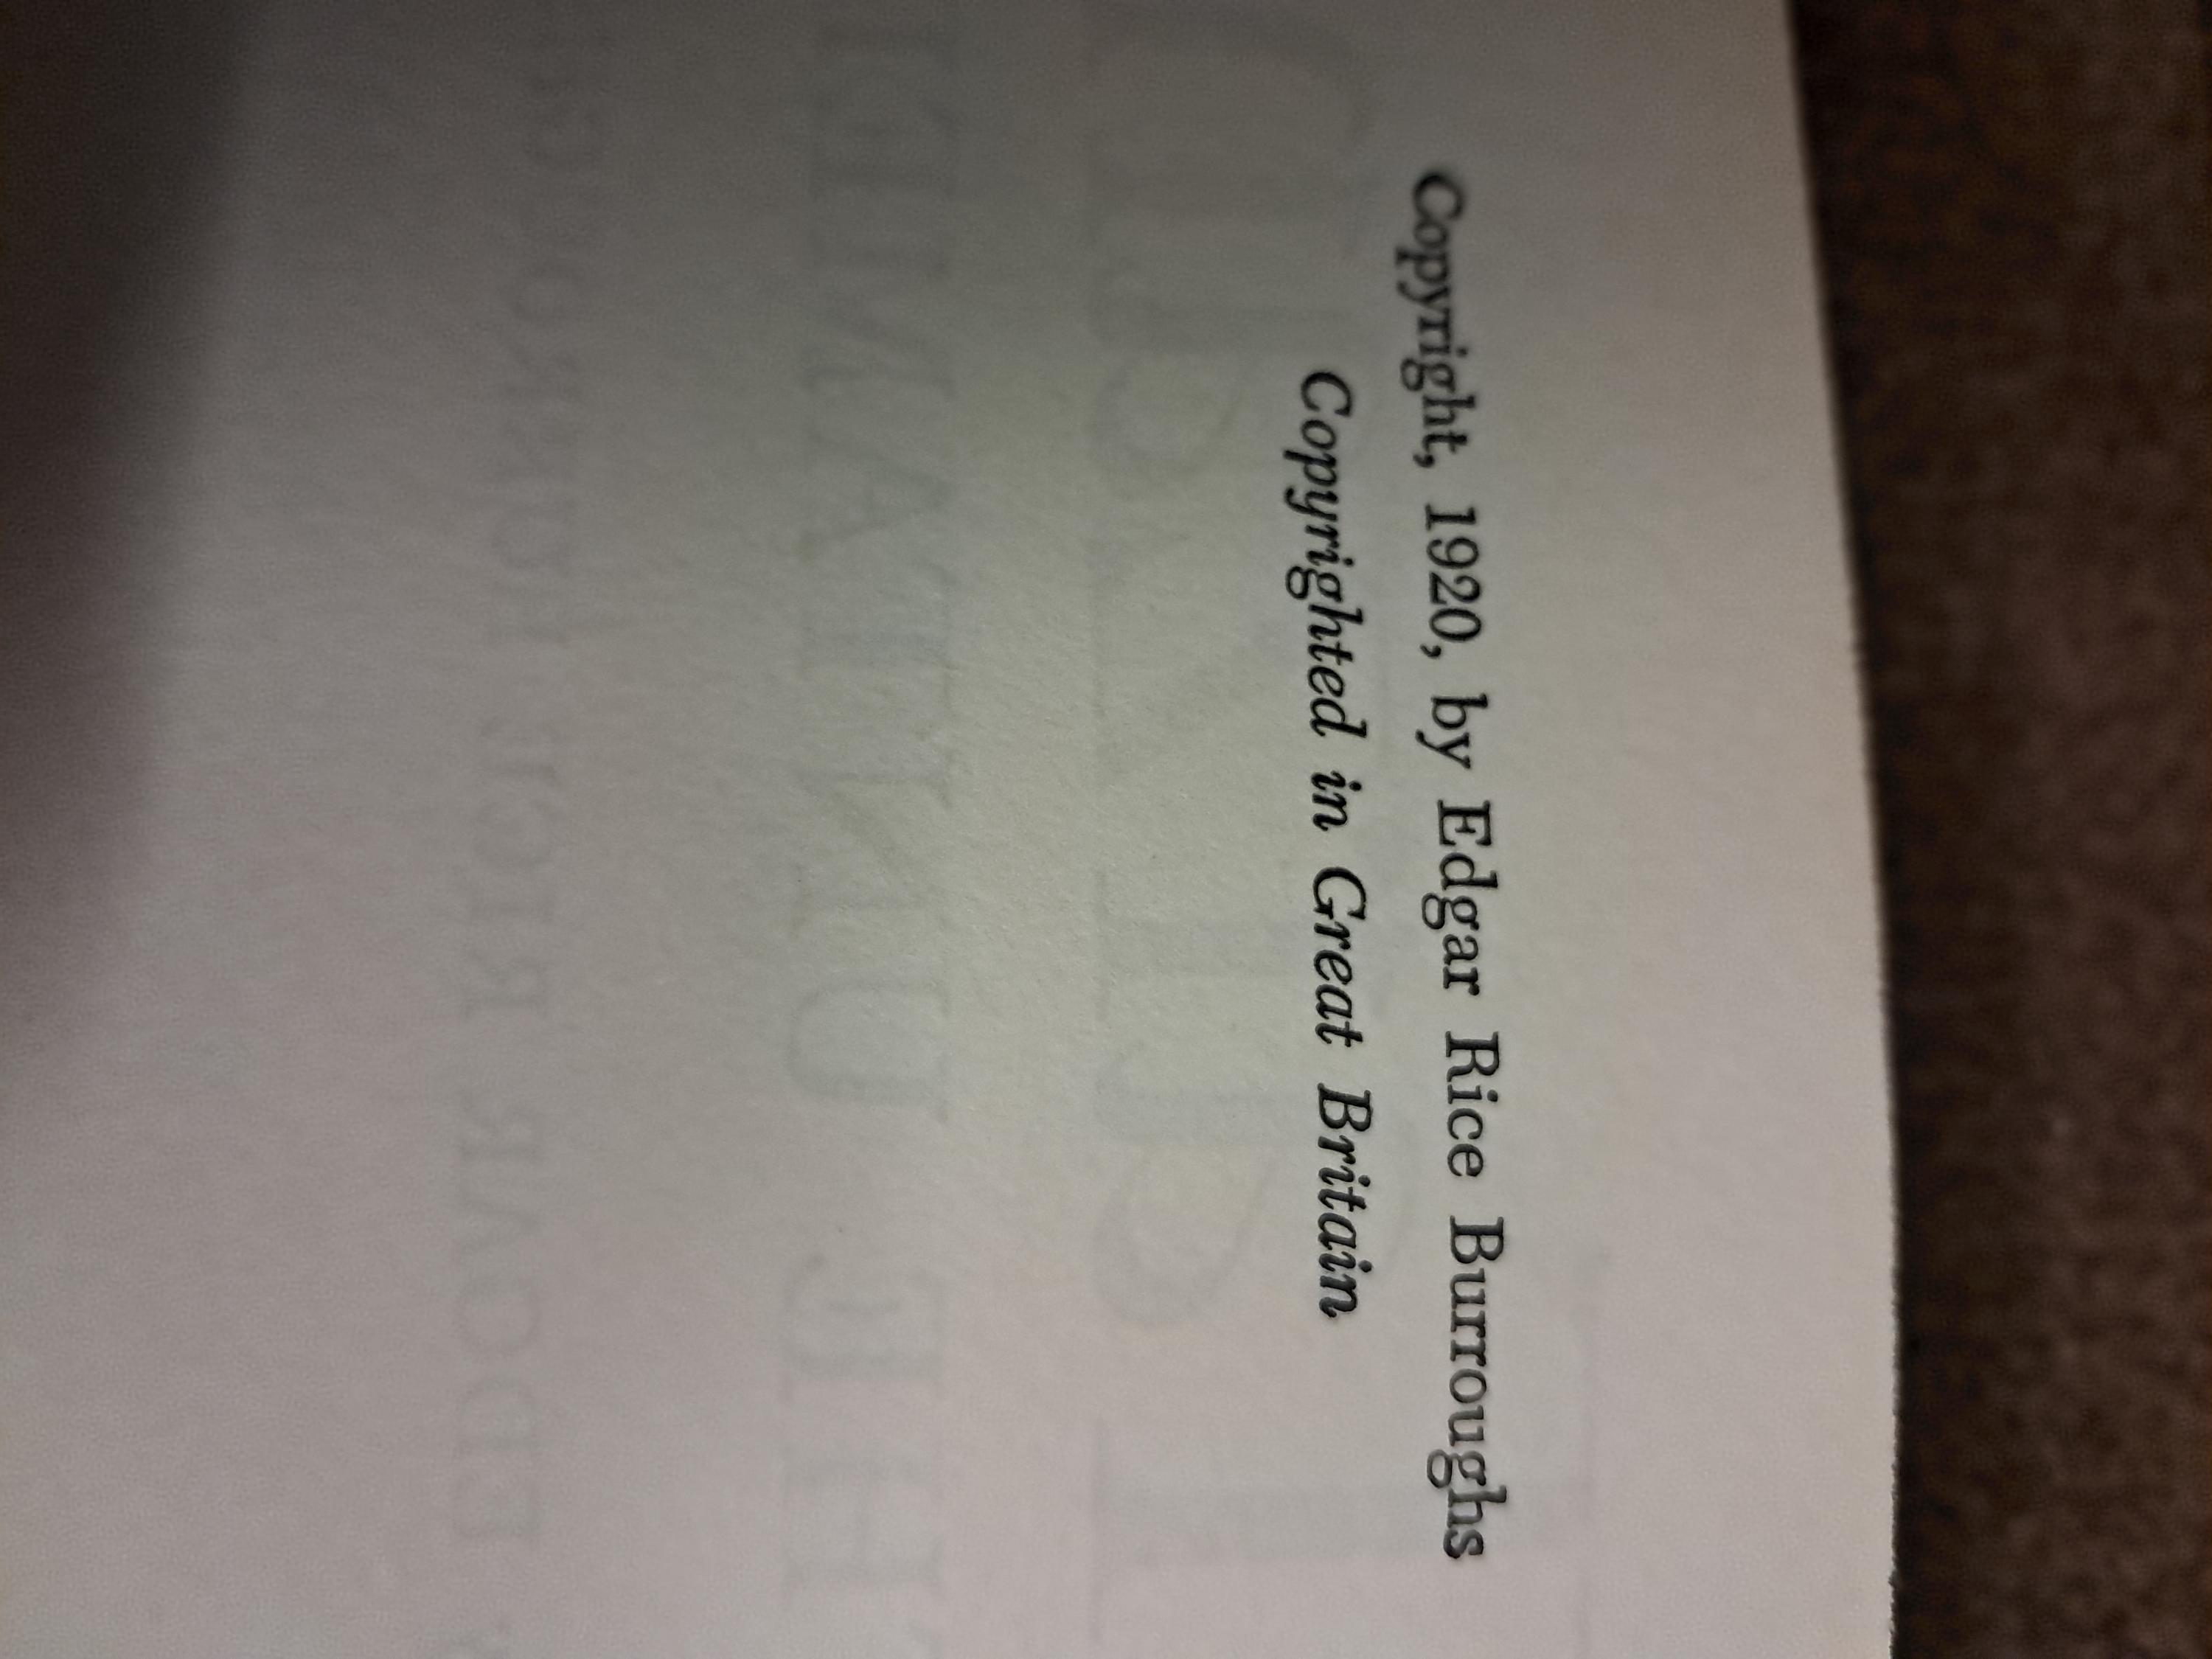 Copyright, 1920, by Edgar Rice Burroughs
Copyrighted in Great Britain